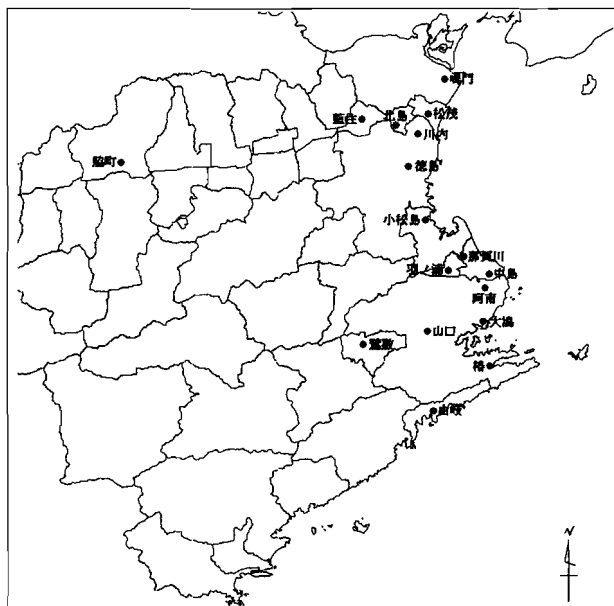 鳴門
藍住
北島
松茂
川内
脇町
徳島
小松島
那賀川
羽ノ浦
中島
阿南
大潟
山口
鷲敷
椿
由岐
N